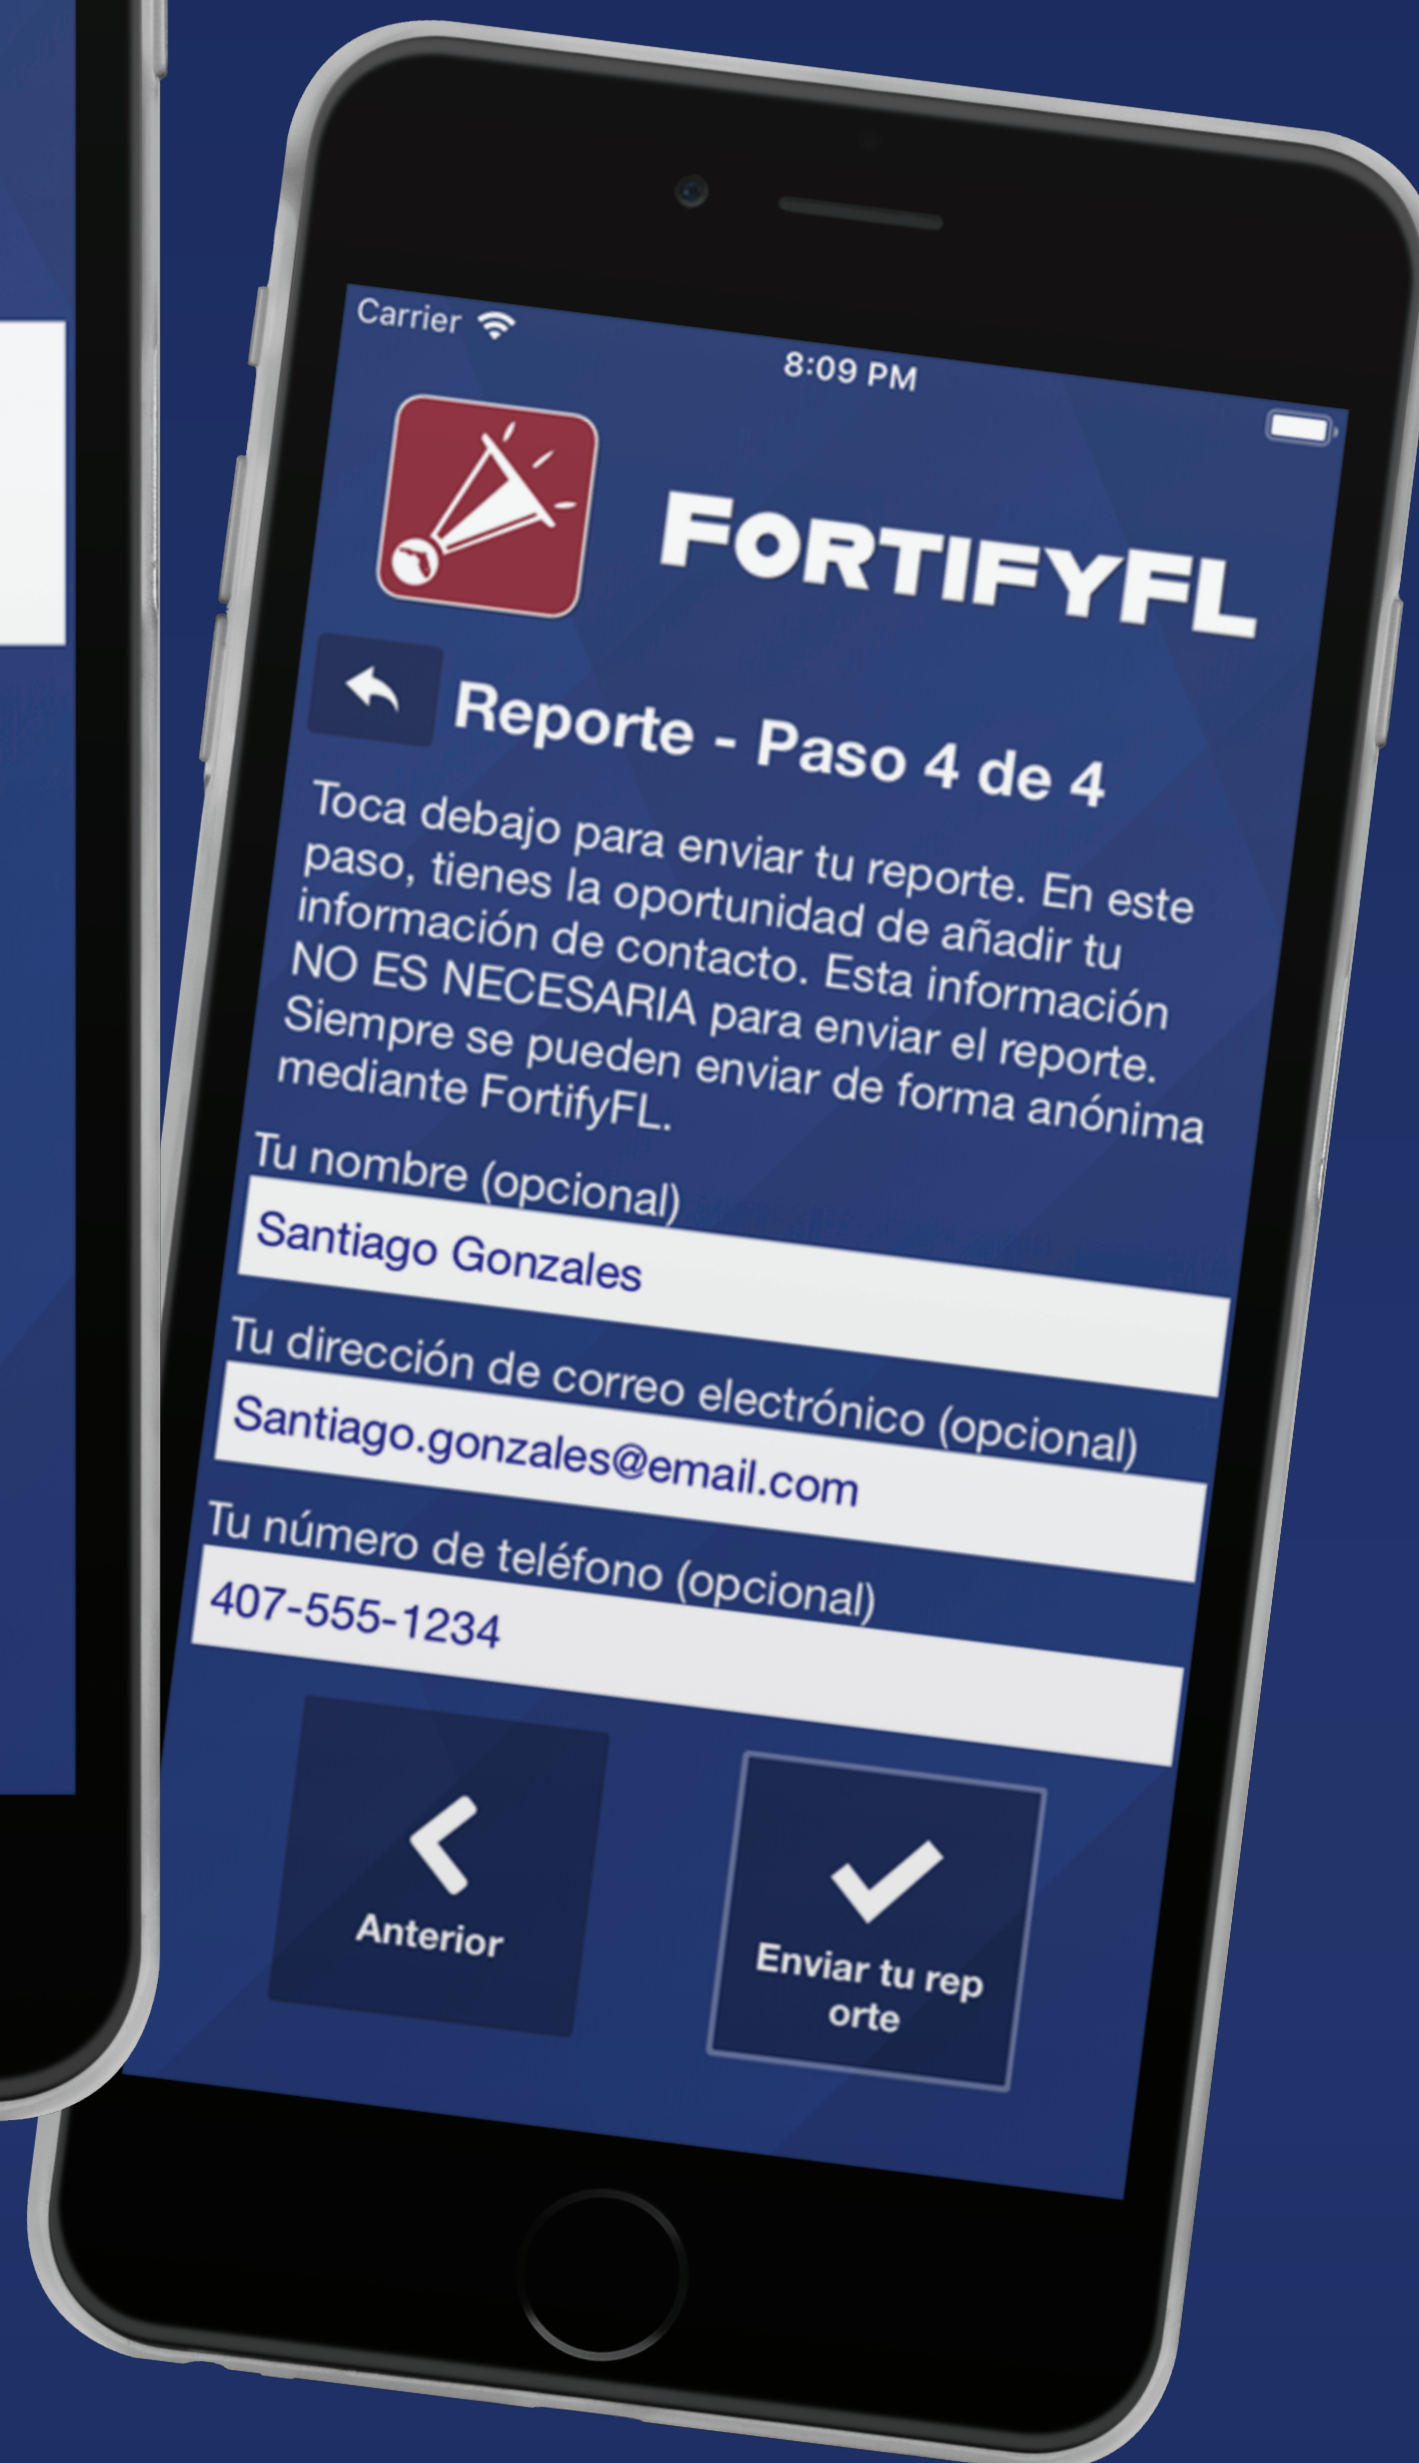 Carrier
8:09 PM
FORTIFYFL
Reporte - Paso 4 de 4
Toca debajo para enviar tu reporte. En este
paso, tienes la oportunidad de añadir tu
información de contacto. Esta información
NO ES NECESARIA para enviar el reporte.
Siempre se pueden enviar de forma anónima
mediante FortifyFL.
Tu nombre (opcional)
Santiago Gonzales
Tu dirección de correo electrónico (opcional)
Santiago.gonzales@email.com
Tu número de teléfono (opcional)
407-555-1234
Anterior
Enviar tu rep
orte